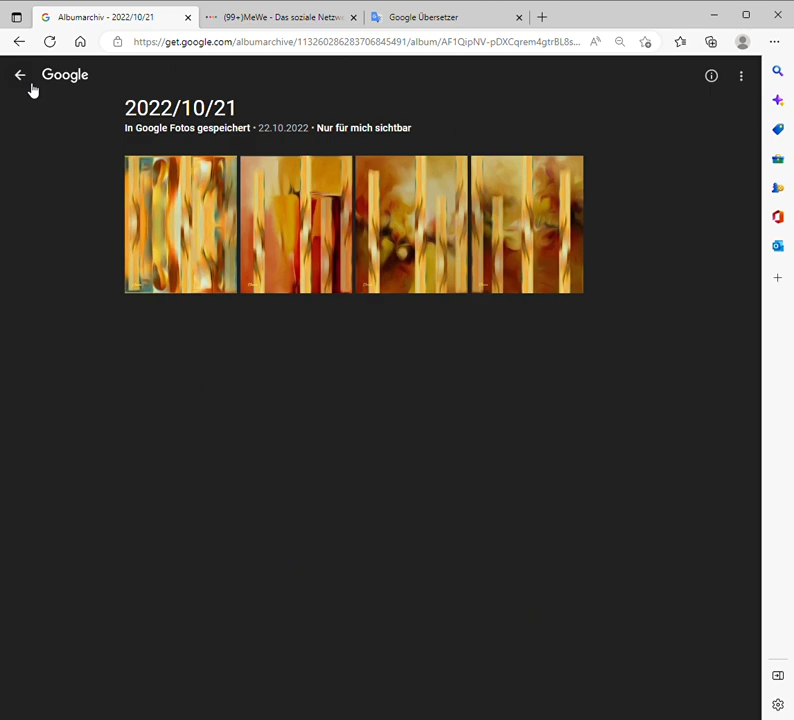 Albumarchiv - 2022/10/21
(99+)MeWe - Das soziale Netzwe
Google Übersetzer
https://get.google.com/albumarchive/113260286283706845491/album/AF1QipNV-pDXCqrem4gtrBL8s...
Google
2022/10/21
In Google Fotos gespeichert · 22.10.2022 · Nur für mich sichtbar